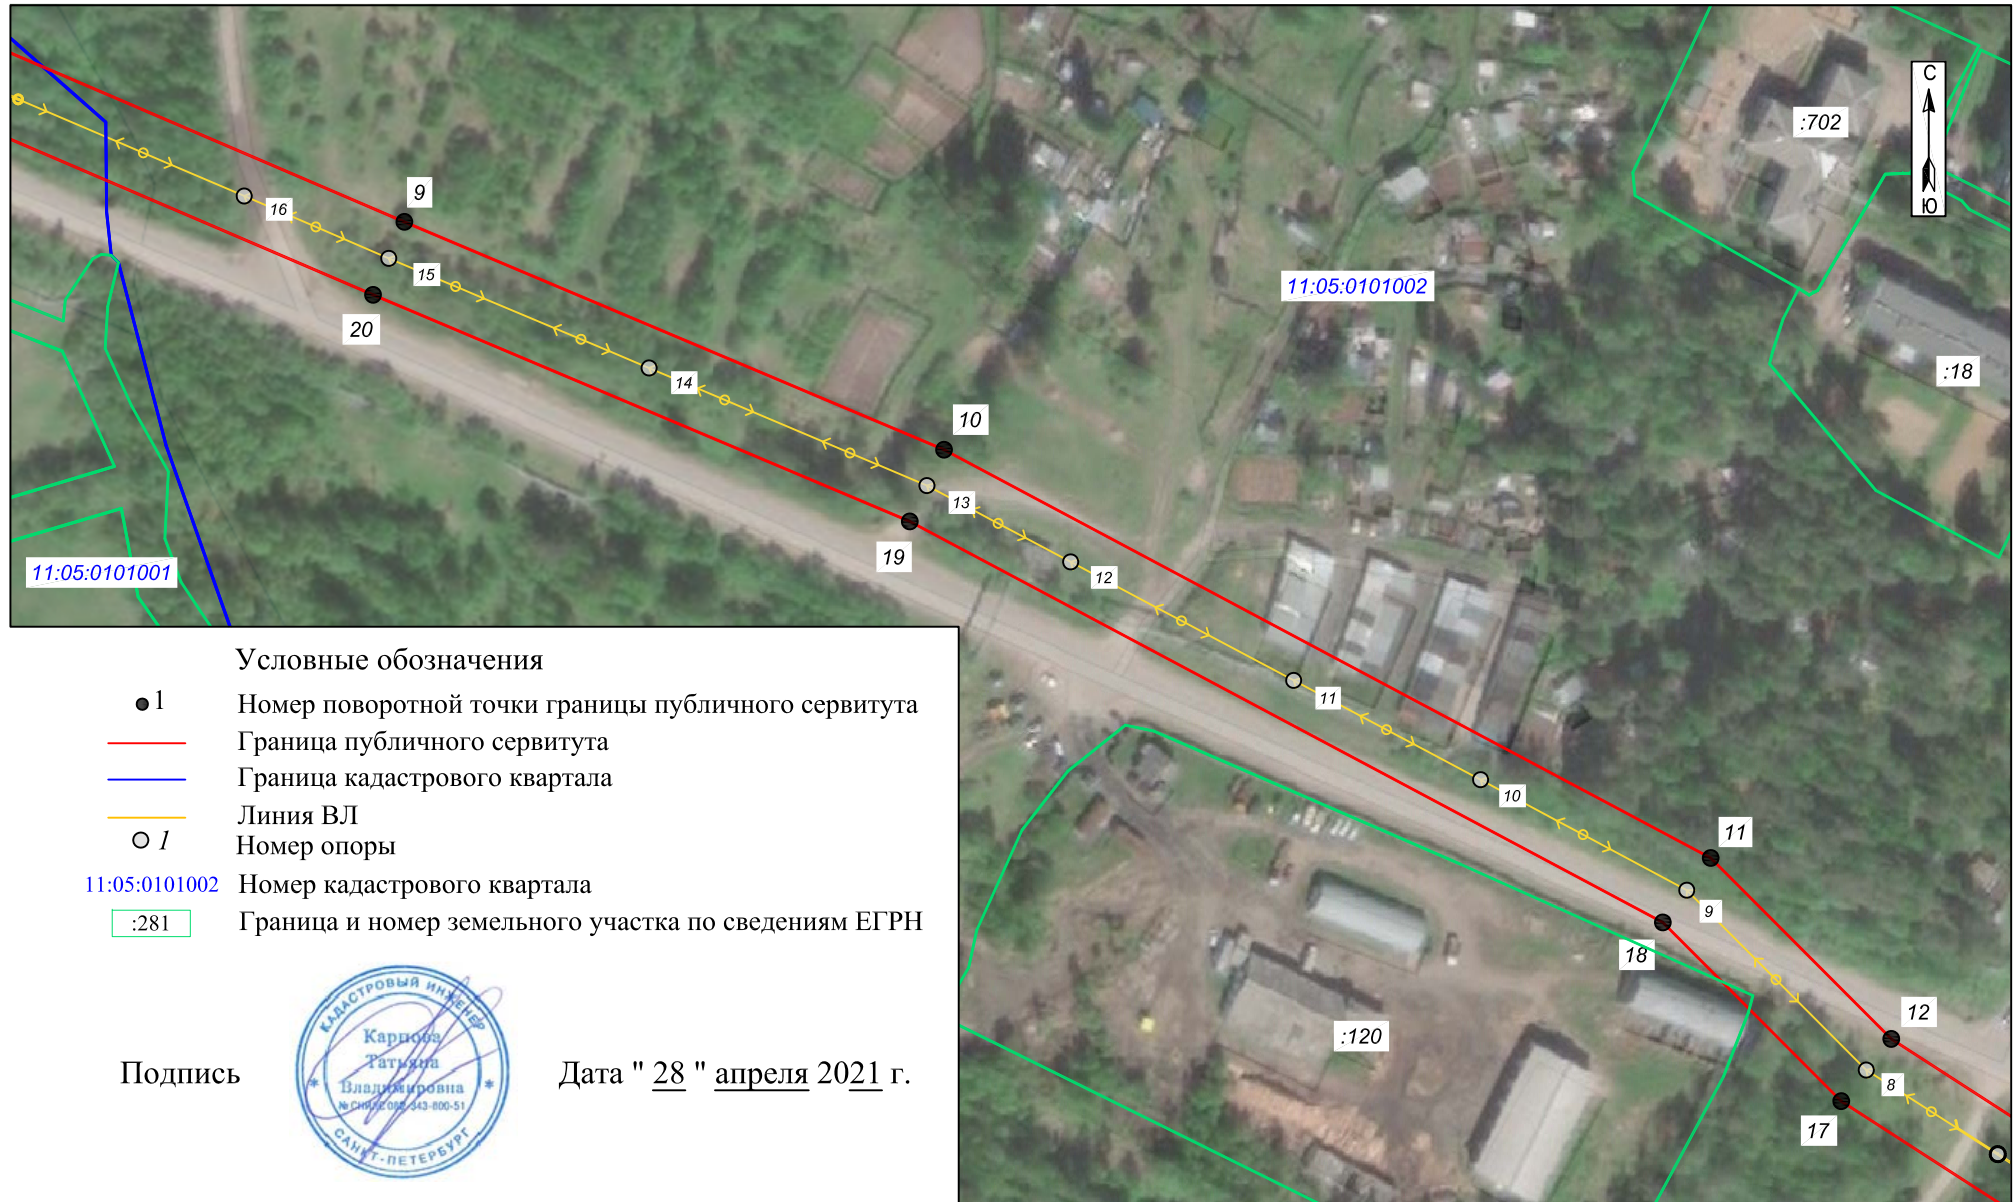 С
Ю
:702
9
16
15
20
11:05:0101002
:18
14
10
13
19
12
11:05:0101001
11
10
11
9
18
12
:120
8
17
Условные обозначения
1 Номер поворотной точки границы публичного сервитута
Граница публичного сервитута
Граница кадастрового квартала
Линия ВЛ
1 Номер опоры
11:05:0101002 Номер кадастрового квартала
:281 Граница и номер земельного участка по сведениям ЕГРН
Подпись
КАДАСТРОВЫЙ ИНЖЕНЕР
Карпова
Татьяна
Владимировна
САНКТ-ПЕТЕРБУРГ
Дата " 28 " апреля 2021 г.